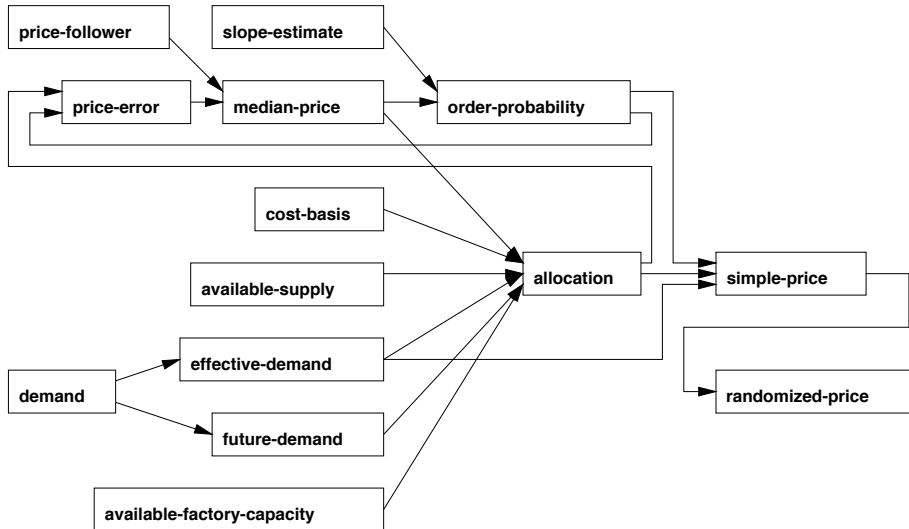 price-follower
slope-estimate
price-error
median-price
order-probability
cost-basis
allocation
simple-price
available-supply
effective-demand
demand
randomized-price
future-demand
available-factory-capacity